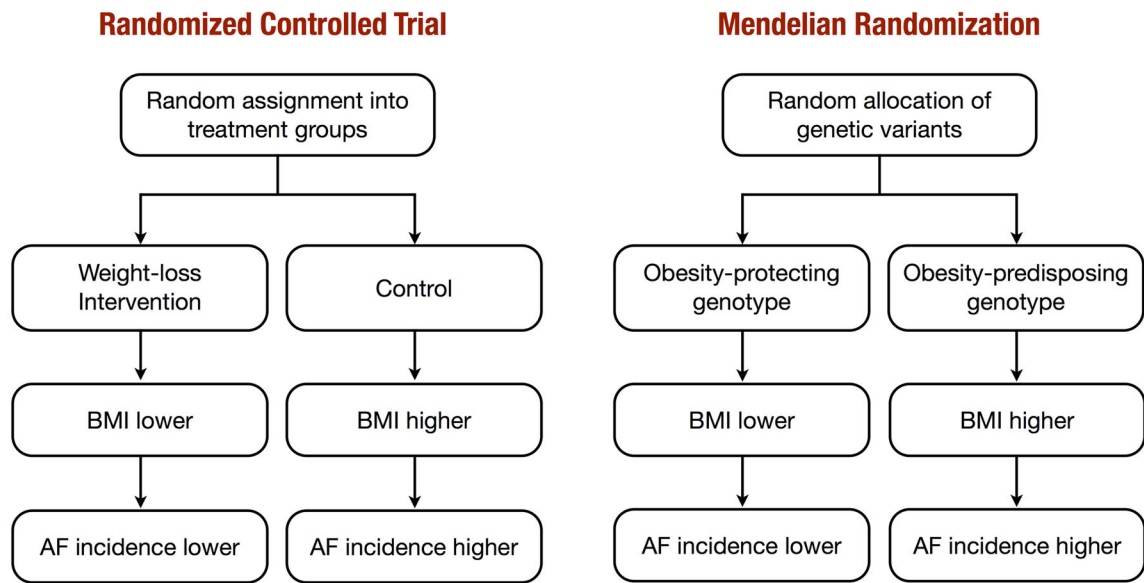 Randomized Controlled Trial
Random assignment into
treatment groups
Weight-loss
Intervention
Control
BMI lower
BMI higher
AF incidence lower
AF incidence higher
Mendelian Randomization
Random allocation of
genetic variants
Obesity-protecting
genotype
Obesity-predisposing
genotype
BMI lower
BMI higher
AF incidence lower
AF incidence higher